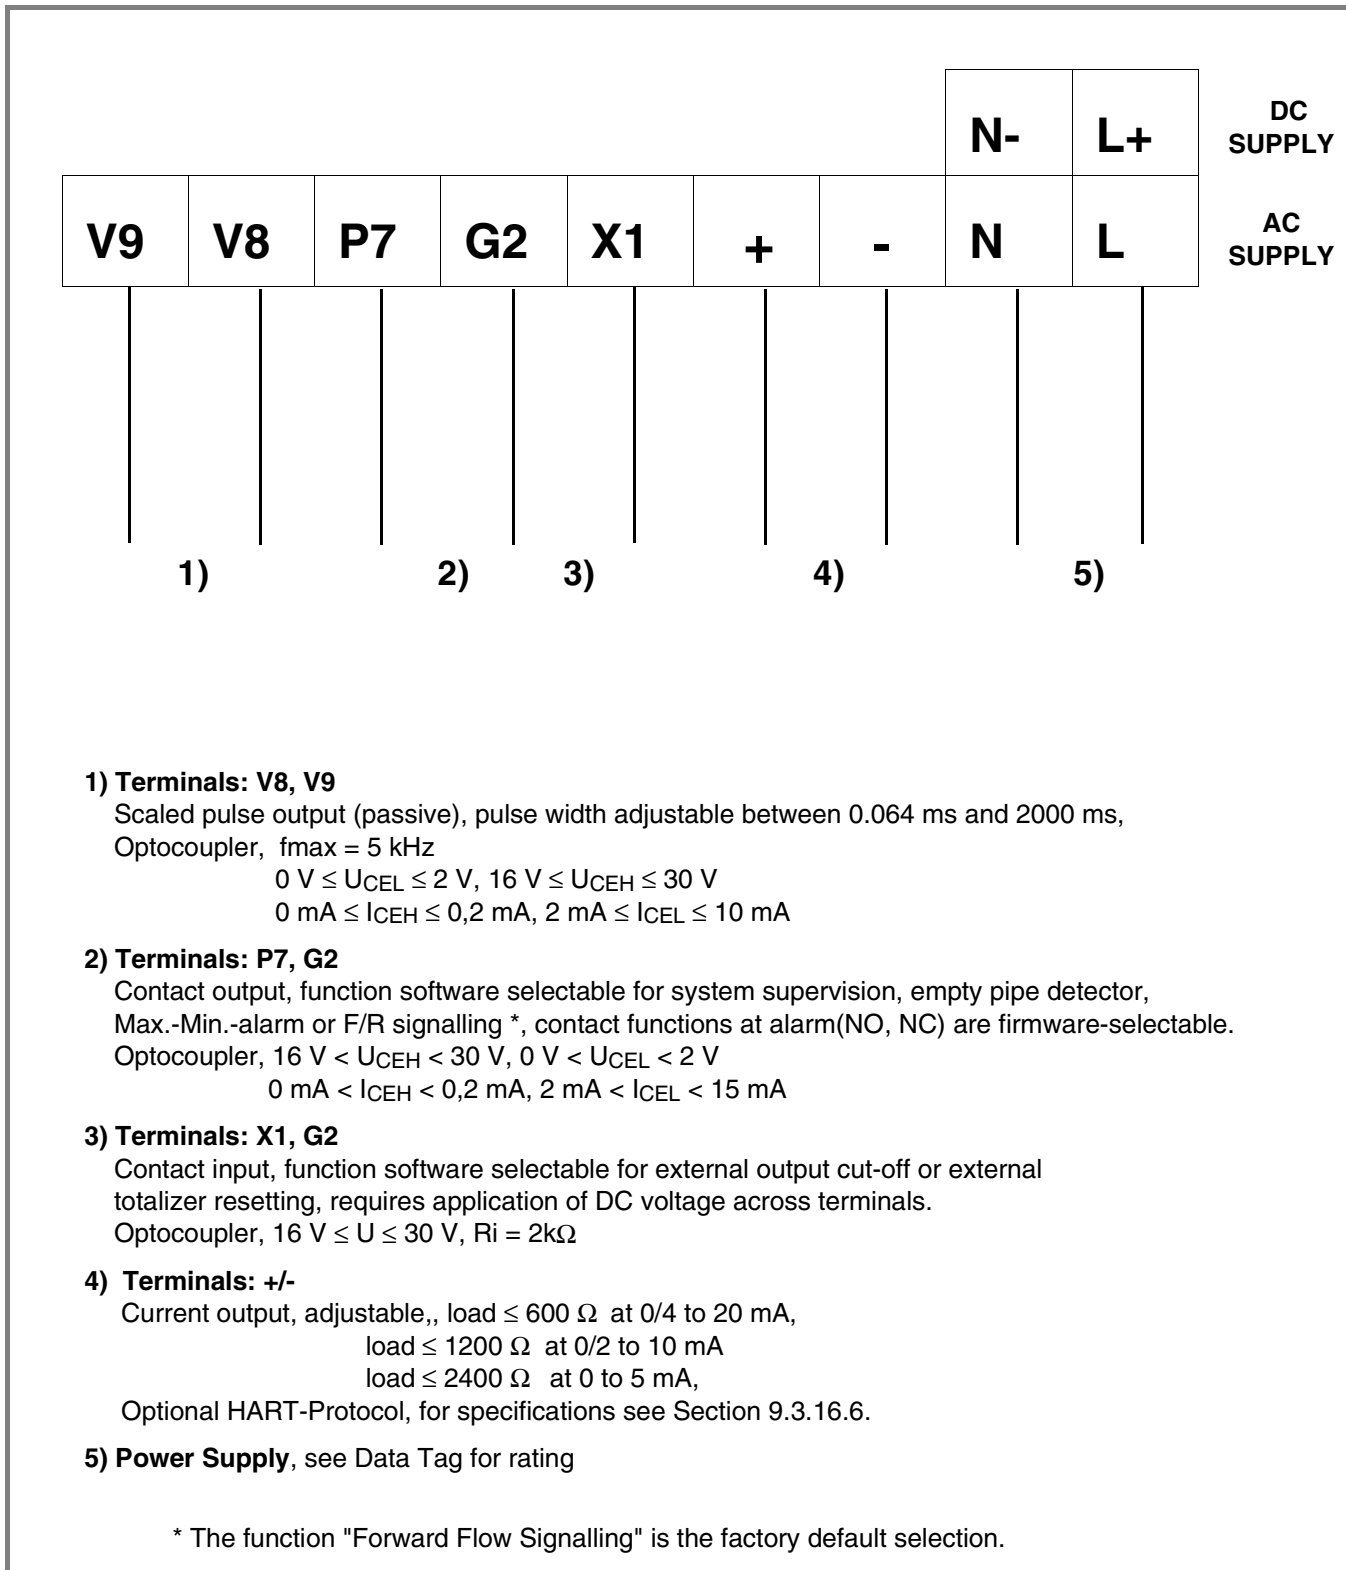 N- L+ DC SUPPLY
V9 V8 P7 G2 X1 + - N L AC SUPPLY
1) 2) 3) 4) 5)
1) Terminals: V8, V9
Scaled pulse output (passive), pulse width adjustable between 0.064 ms and 2000 ms,
Optocoupler, fmax = 5 kHz
0 V ≤ UCEL ≤ 2 V, 16 V ≤ UCEH ≤ 30 V
0 mA ≤ ICEH ≤ 0,2 mA, 2 mA ≤ ICEL ≤ 10 mA
2) Terminals: P7, G2
Contact output, function software selectable for system supervision, empty pipe detector,
Max.-Min.-alarm or F/R signalling *, contact functions at alarm(NO, NC) are firmware-selectable.
Optocoupler, 16 V < UCEH < 30 V, 0 V < UCEL < 2 V
0 mA < ICEH < 0,2 mA, 2 mA < ICEL < 15 mA
3) Terminals: X1, G2
Contact input, function software selectable for external output cut-off or external
totalizer resetting, requires application of DC voltage across terminals.
Optocoupler, 16 V ≤ U ≤ 30 V, Ri = 2kΩ
4) Terminals: +/-
Current output, adjustable,, load ≤ 600 Ω at 0/4 to 20 mA,
load ≤ 1200 Ω at 0/2 to 10 mA
load ≤ 2400 Ω at 0 to 5 mA,
Optional HART-Protocol, for specifications see Section 9.3.16.6.
5) Power Supply, see Data Tag for rating
* The function "Forward Flow Signalling" is the factory default selection.